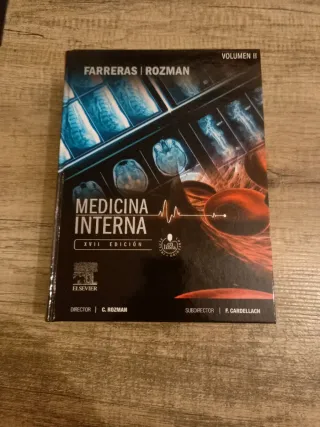 VOLUMEN II
FARRERAS | ROZMAN
MEDICINA
INTERNA
XVII EDICIÓN
ELSEVIER
DIRECTOR | C. ROZMAN
SUBDIRECTOR | F. CARDELLACH